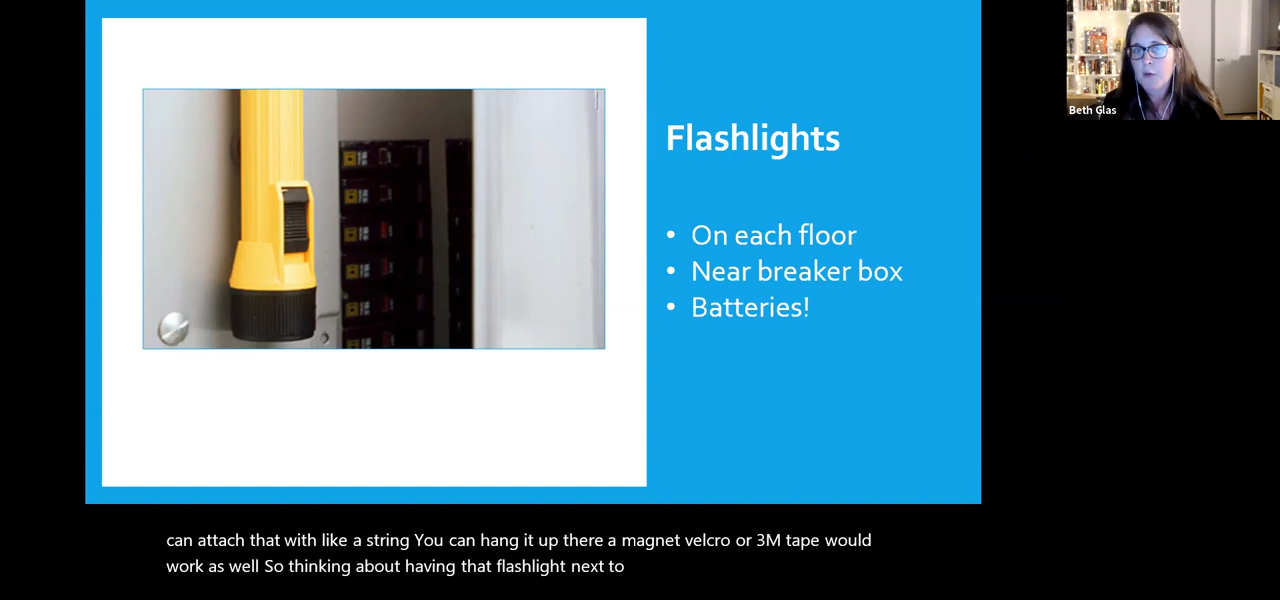 Flashlights
• On each floor
• Near breaker box
• Batteries!
Beth Glas
can attach that with like a string You can hang it up there a magnet velcro or 3M tape would
work as well So thinking about having that flashlight next to